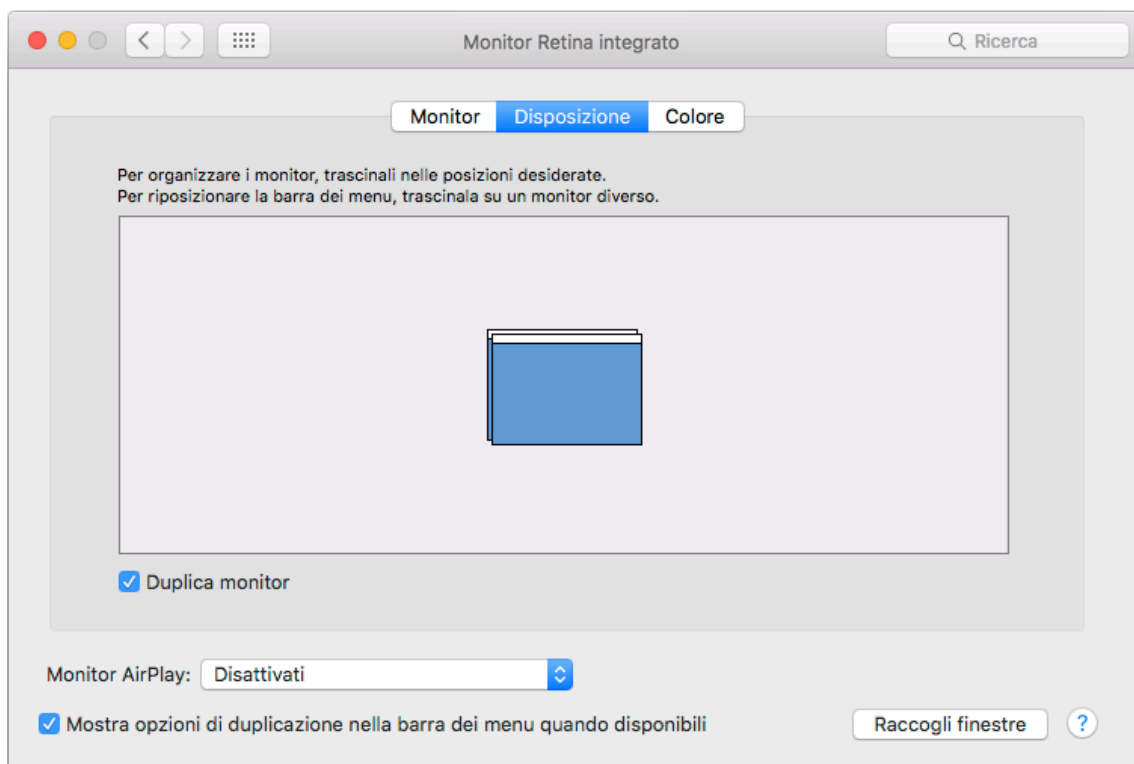 Monitor Retina integrato
Ricerca
Monitor Disposizione Colore
Per organizzare i monitor, trascinali nelle posizioni desiderate.
Per riposizionare la barra dei menu, trascinala su un monitor diverso.
Duplica monitor
Monitor AirPlay: Disattivati
Mostra opzioni di duplicazione nella barra dei menu quando disponibili
Raccogli finestre
?